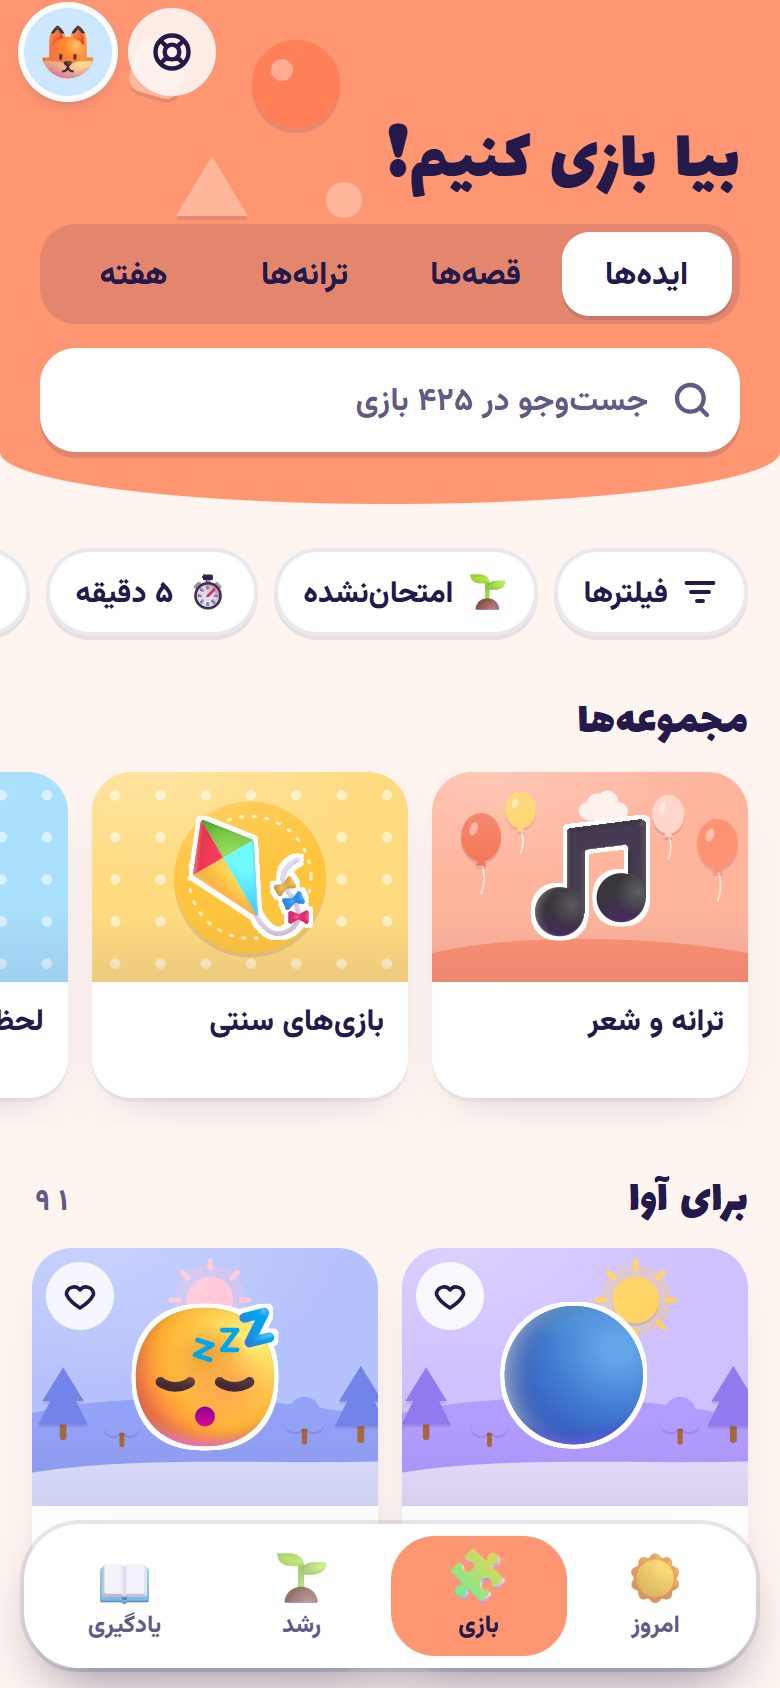 بیا بازی کنیم!
ایده‌ها
قصه‌ها
ترانه‌ها
هفته
جست‌وجو در ۴۲۵ بازی
فیلترها
امتحان‌نشده
۵ دقیقه
مجموعه‌ها
ترانه و شعر
بازی‌های سنتی
برای آوا
۹۱
امروز
بازی
رشد
یادگیری